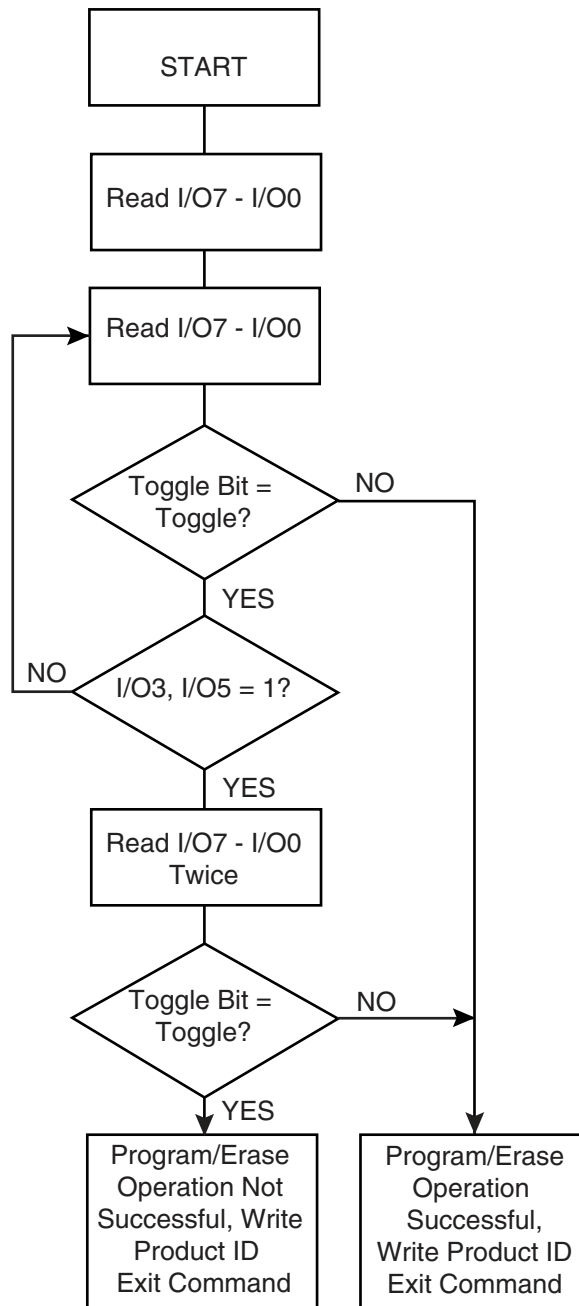 START
Read I/O7 - I/O0
Read I/O7 - I/O0
Toggle Bit =
Toggle?
NO
YES
NO
I/O3, I/O5 = 1?
YES
Read I/O7 - I/O0
Twice
Toggle Bit =
Toggle?
NO
YES
Program/Erase
Operation Not
Successful, Write
Product ID
Exit Command
Program/Erase
Operation
Successful,
Write Product ID
Exit Command